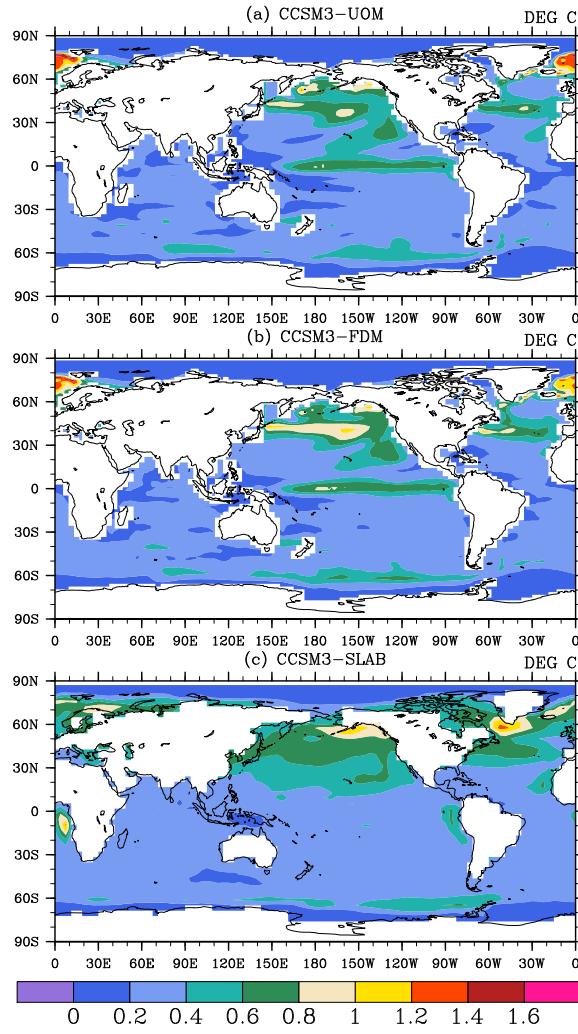 (a) CCSM3-UOM DEG C
90N
60N
30N
0
30S
60S
90S
0 30E 60E 90E 120E 150E 180 150W 120W 90W 60W 30W 0
(b) CCSM3-FDM DEG C
90N
60N
30N
0
30S
60S
90S
0 30E 60E 90E 120E 150E 180 150W 120W 90W 60W 30W 0
(c) CCSM3-SLAB DEG C
90N
60N
30N
0
30S
60S
90S
0 30E 60E 90E 120E 150E 180 150W 120W 90W 60W 30W 0
0 0.2 0.4 0.6 0.8 1 1.2 1.4 1.6